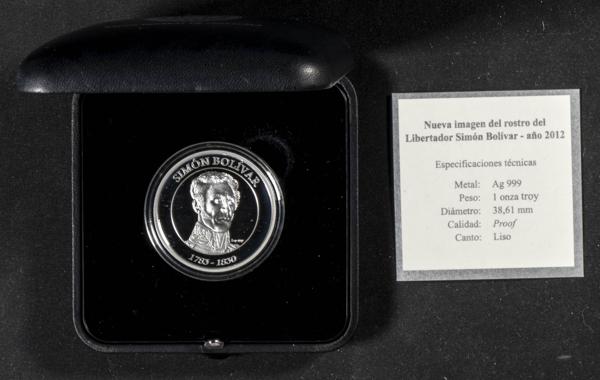 SIMÓN BOLÍVAR
1783 - 1830
Nueva imagen del rostro del
Libertador Simón Bolívar - año 2012
Especificaciones técnicas
Metal: Ag 999
Peso: 1 onza troy
Diámetro: 38,61 mm
Calidad: Proof
Canto: Liso